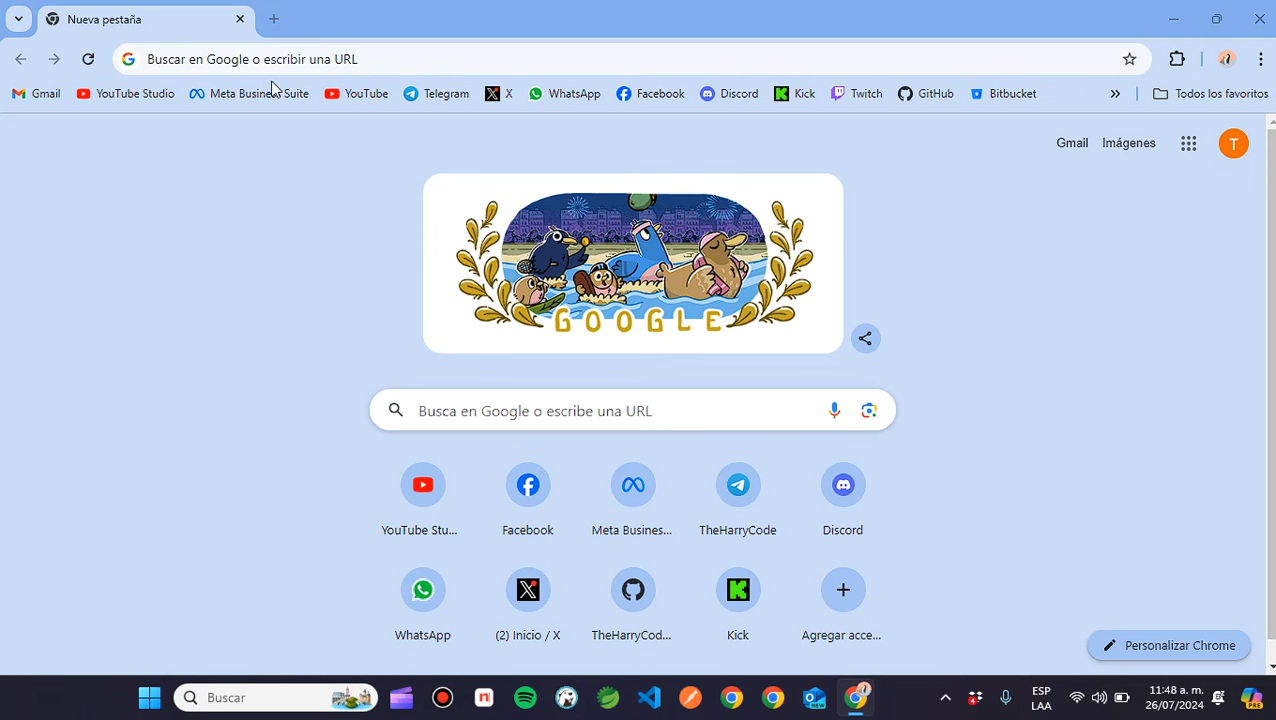 Nueva pestaña
Buscar en Google o escribir una URL
Gmail YouTube Studio Meta Business Suite YouTube Telegram X WhatsApp Facebook Discord Kick Twitch GitHub Bitbucket » Todos los favoritos
Gmail Imágenes T
GOOGLE
Busca en Google o escribe una URL
YouTube Stu... Facebook Meta Busines... TheHarryCode Discord
WhatsApp (2) Inicio / X TheHarryCod... Kick Agregar acce...
Personalizar Chrome
Buscar
ESP 11:48 a. m.
LAA 26/07/2024